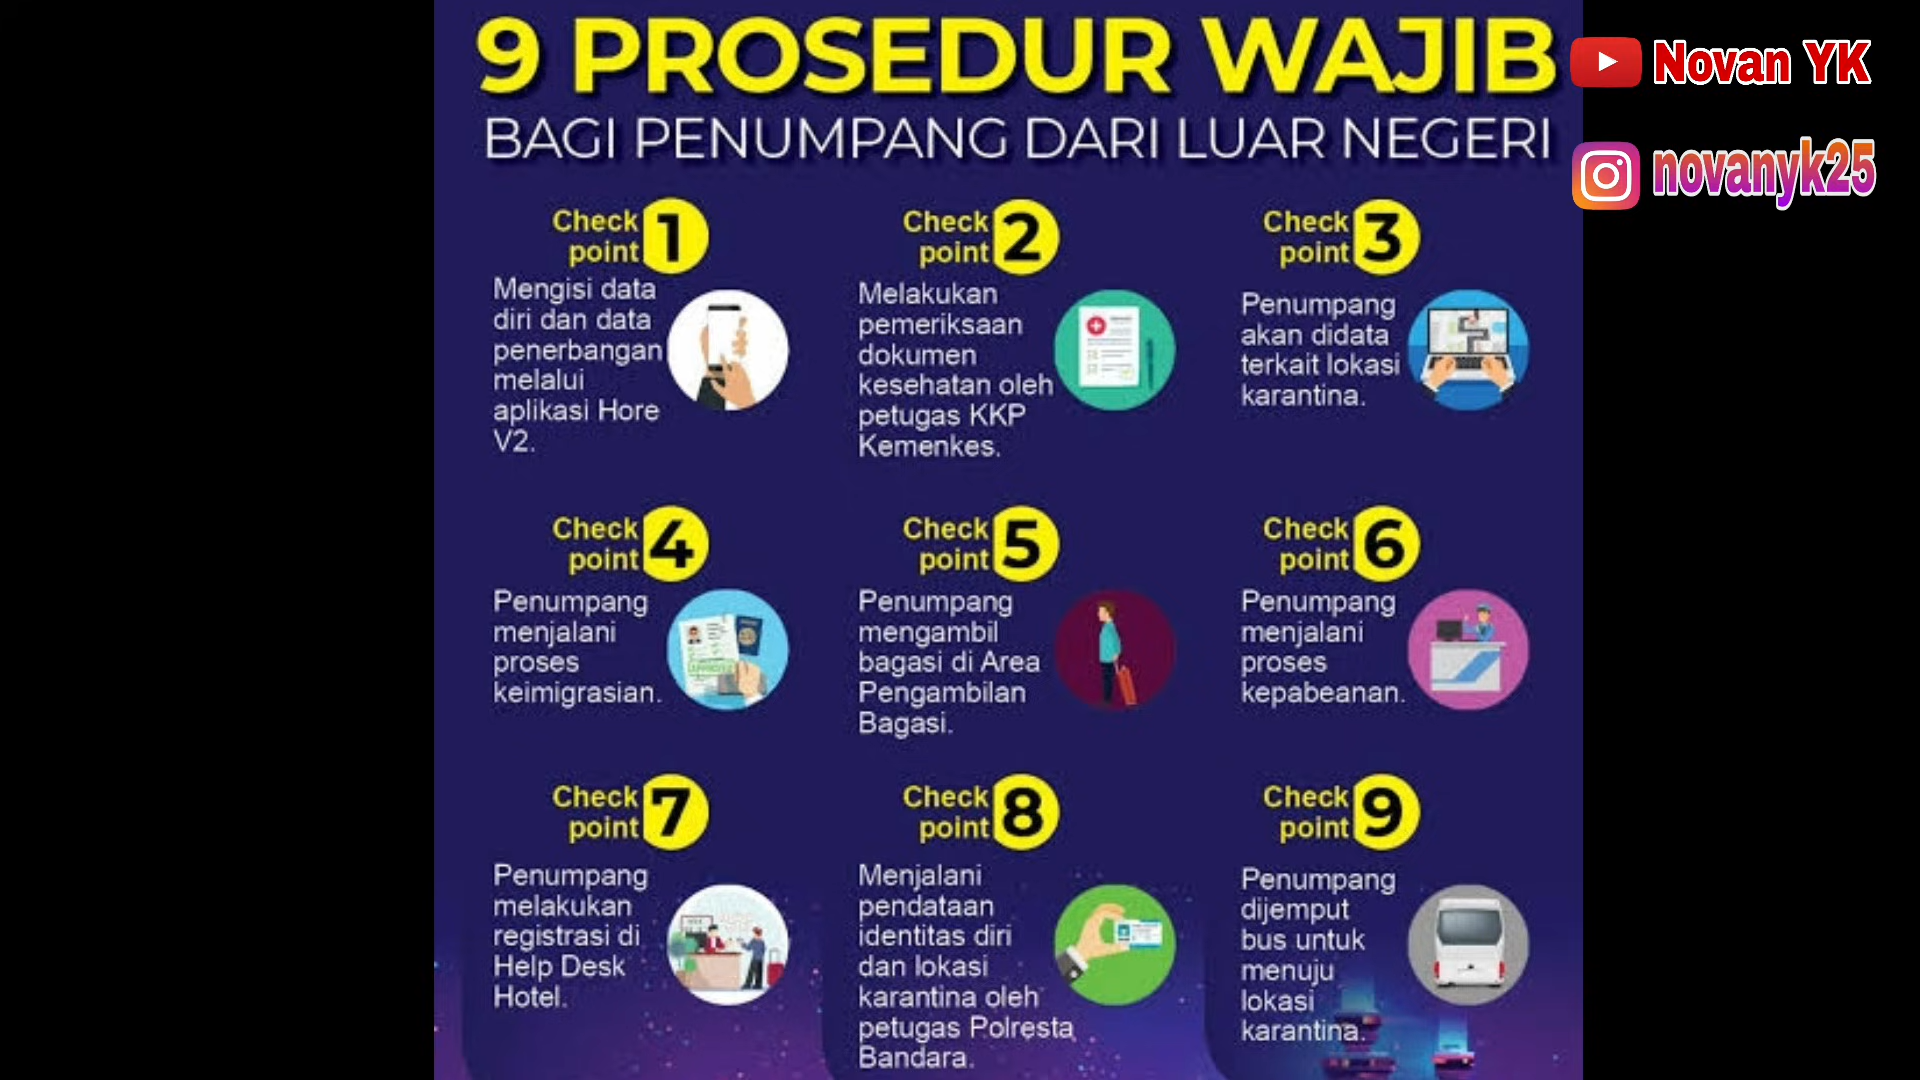 9 PROSEDUR WAJIB
BAGI PENUMPANG DARI LUAR NEGERI
Novan YK
novanyk25
Check
point 1
Mengisi data
diri dan data
penerbangan
melalui
aplikasi Hore
V2.
Check
point 2
Melakukan
pemeriksaan
dokumen
kesehatan oleh
petugas KKP
Kemenkes.
Check
point 3
Penumpang
akan didata
terkait lokasi
karantina.
Check
point 4
Penumpang
menjalani
proses
keimigrasian.
Check
point 5
Penumpang
mengambil
bagasi di Area
Pengambilan
Bagasi.
Check
point 6
Penumpang
menjalani
proses
kepabeanan.
Check
point 7
Penumpang
melakukan
registrasi di
Help Desk
Hotel.
Check
point 8
Menjalani
pendataan
identitas diri
dan lokasi
karantina oleh
petugas Polresta
Bandara.
Check
point 9
Penumpang
dijemput
bus untuk
menuju
lokasi
karantina.